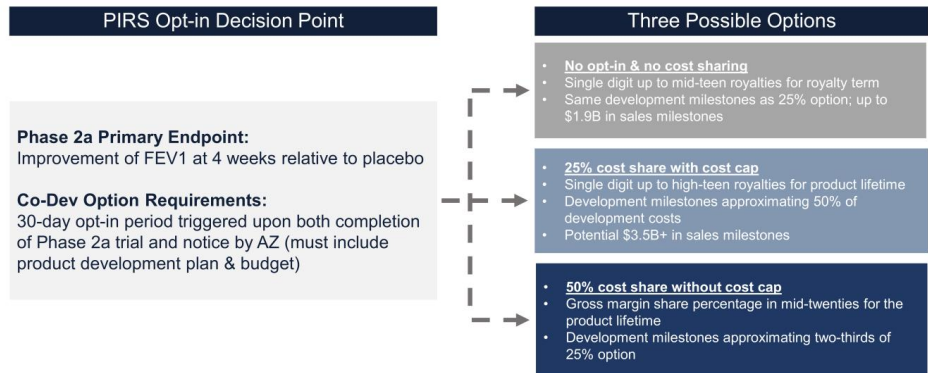 PIRS Opt-in Decision Point
Phase 2a Primary Endpoint:
Improvement of FEV1 at 4 weeks relative to placebo
Co-Dev Option Requirements:
30-day opt-in period triggered upon both completion
of Phase 2a trial and notice by AZ (must include
product development plan & budget)
Three Possible Options
• No opt-in & no cost sharing
• Single digit up to mid-teen royalties for royalty term
• Same development milestones as 25% option; up to
$1.9B in sales milestones
• 25% cost share with cost cap
• Single digit up to high-teen royalties for product lifetime
• Development milestones approximating 50% of
development costs
• Potential $3.5B+ in sales milestones
• 50% cost share without cost cap
• Gross margin share percentage in mid-twenties for the
product lifetime
• Development milestones approximating two-thirds of
25% option